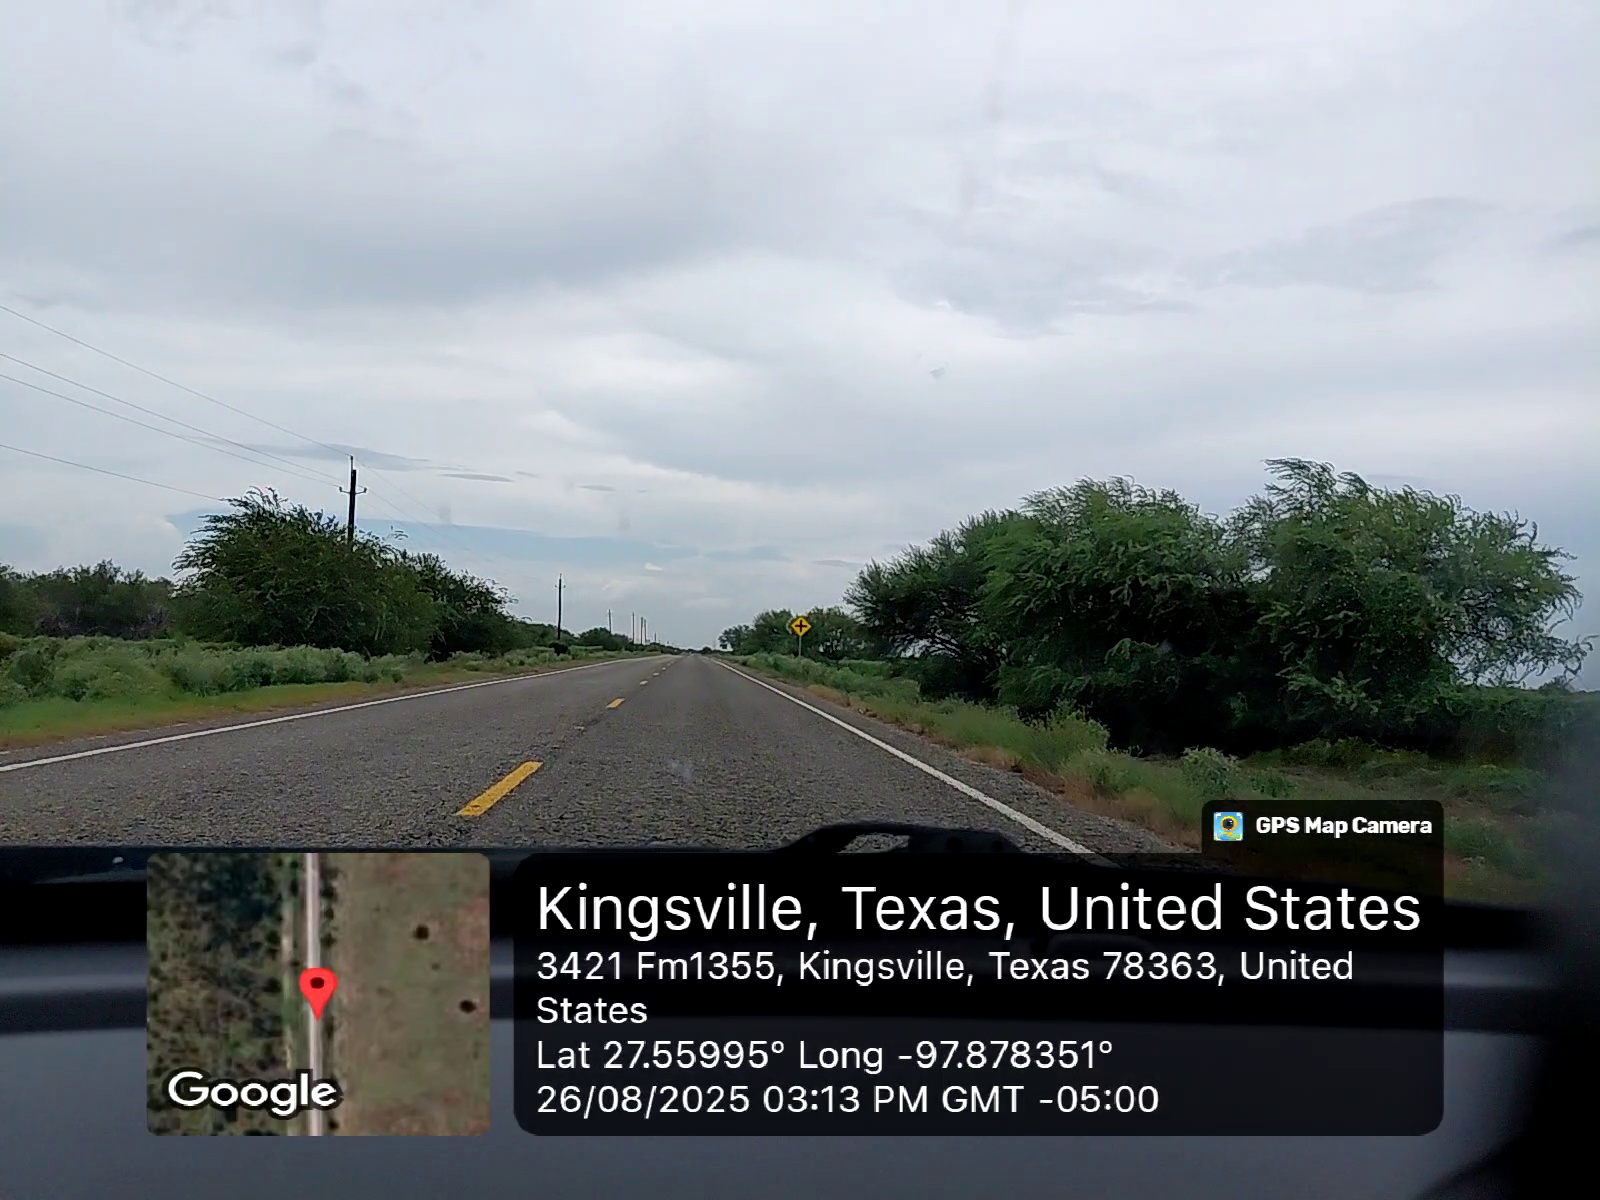 GPS Map Camera
Kingsville, Texas, United States
3421 Fm1355, Kingsville, Texas 78363, United
States
Lat 27.55995° Long -97.878351°
26/08/2025 03:13 PM GMT -05:00
Google